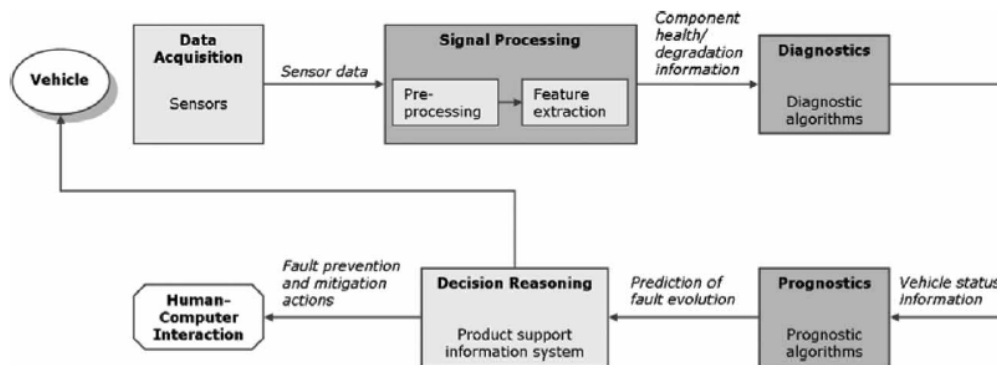 Vehicle
Data
Acquisition
Sensors
Sensor data
Signal Processing
Pre-
processing
Feature
extraction
Component
health/
degradation
information
Diagnostics
Diagnostic
algorithms
Vehicle status
information
Prognostics
Prognostic
algorithms
Prediction of
fault evolution
Decision Reasoning
Product support
information system
Fault prevention
and mitigation
actions
Human-
Computer
Interaction